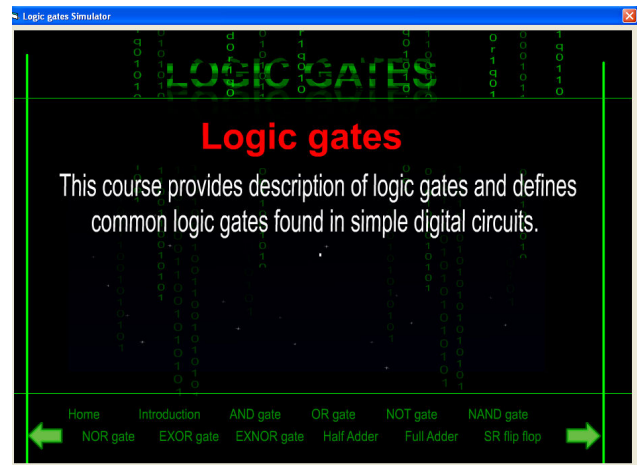 Logic gates Simulator
LOGIC GATES
Logic gates
This course provides description of logic gates and defines
common logic gates found in simple digital circuits.
.
Home Introduction AND gate OR gate NOT gate NAND gate
NOR gate EXOR gate EXNOR gate Half Adder Full Adder SR flip flop